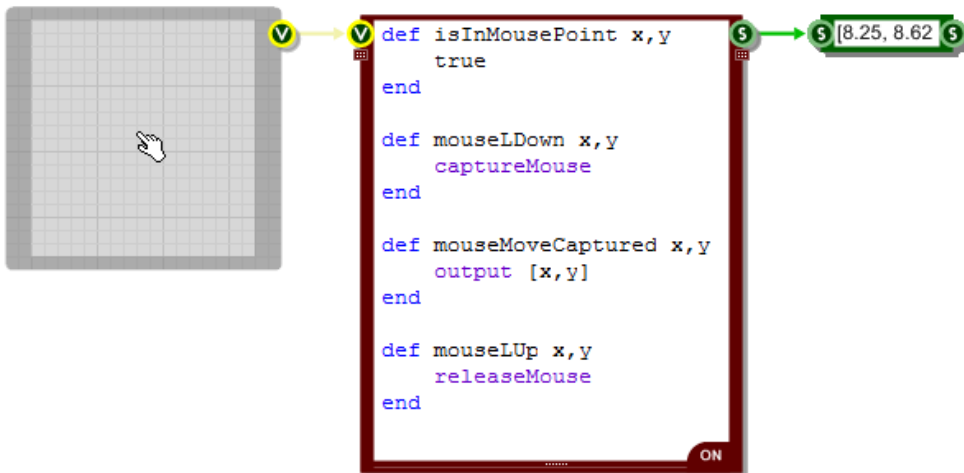 V V def isInMousePoint x,y S S [8.25, 8.62 S
true
end
def mouseLDown x,y
captureMouse
end
def mouseMoveCaptured x,y
output [x,y]
end
def mouseLUp x,y
releaseMouse
end
ON